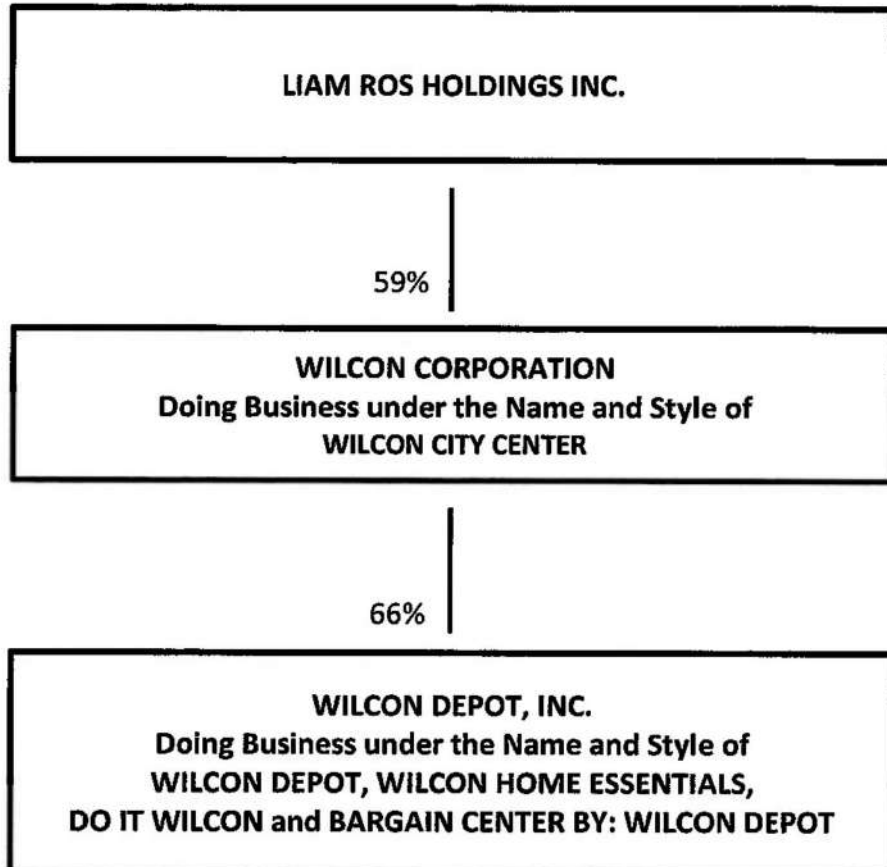 LIAM ROS HOLDINGS INC.
59%
WILCON CORPORATION
Doing Business under the Name and Style of
WILCON CITY CENTER
66%
WILCON DEPOT, INC.
Doing Business under the Name and Style of
WILCON DEPOT, WILCON HOME ESSENTIALS,
DO IT WILCON and BARGAIN CENTER BY: WILCON DEPOT